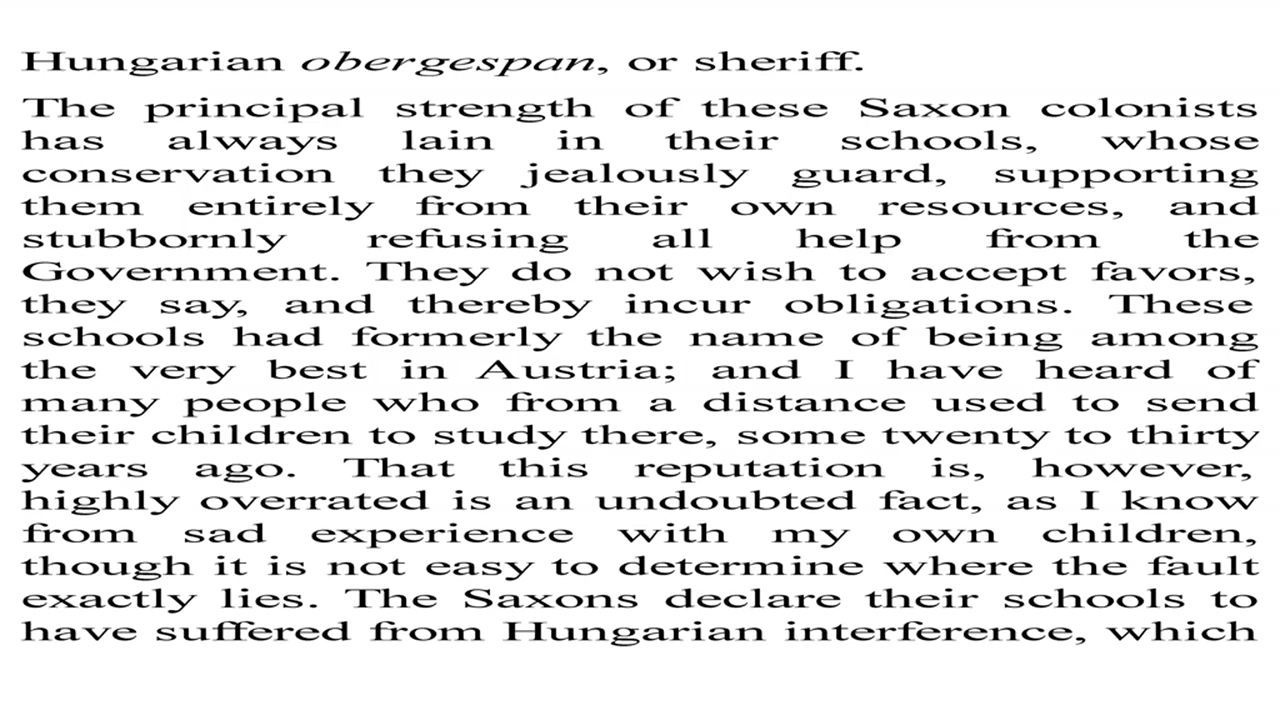 Hungarian obergespan, or sheriff.
The principal strength of these Saxon colonists
has always lain in their schools, whose
conservation they jealously guard, supporting
them entirely from their own resources, and
stubbornly refusing all help from the
Government. They do not wish to accept favors,
they say, and thereby incur obligations. These
schools had formerly the name of being among
the very best in Austria; and I have heard of
many people who from a distance used to send
their children to study there, some twenty to thirty
years ago. That this reputation is, however,
highly overrated is an undoubted fact, as I know
from sad experience with my own children,
though it is not easy to determine where the fault
exactly lies. The Saxons declare their schools to
have suffered from Hungarian interference, which